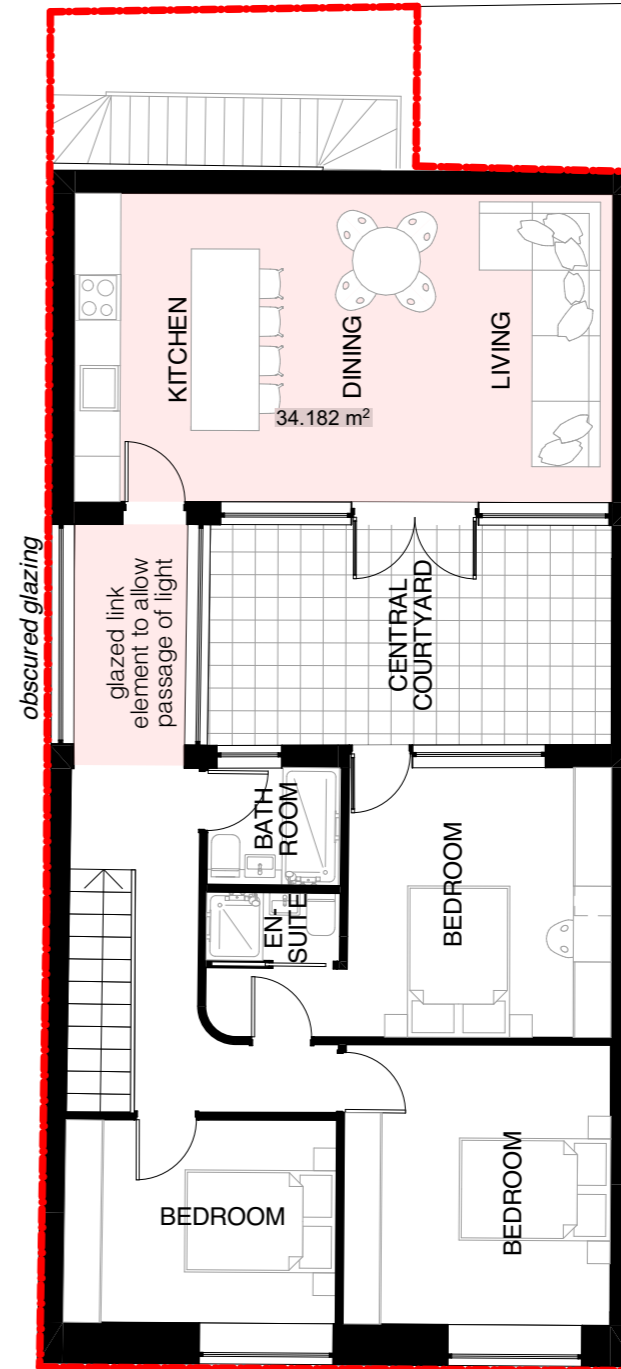 KITCHEN
DINING
LIVING
34.182 m²
obscured glazing
glazed link
element to allow
passage of light
CENTRAL
COURTYARD
BATH
ROOM
EN-
SUITE
BEDROOM
BEDROOM
BEDROOM